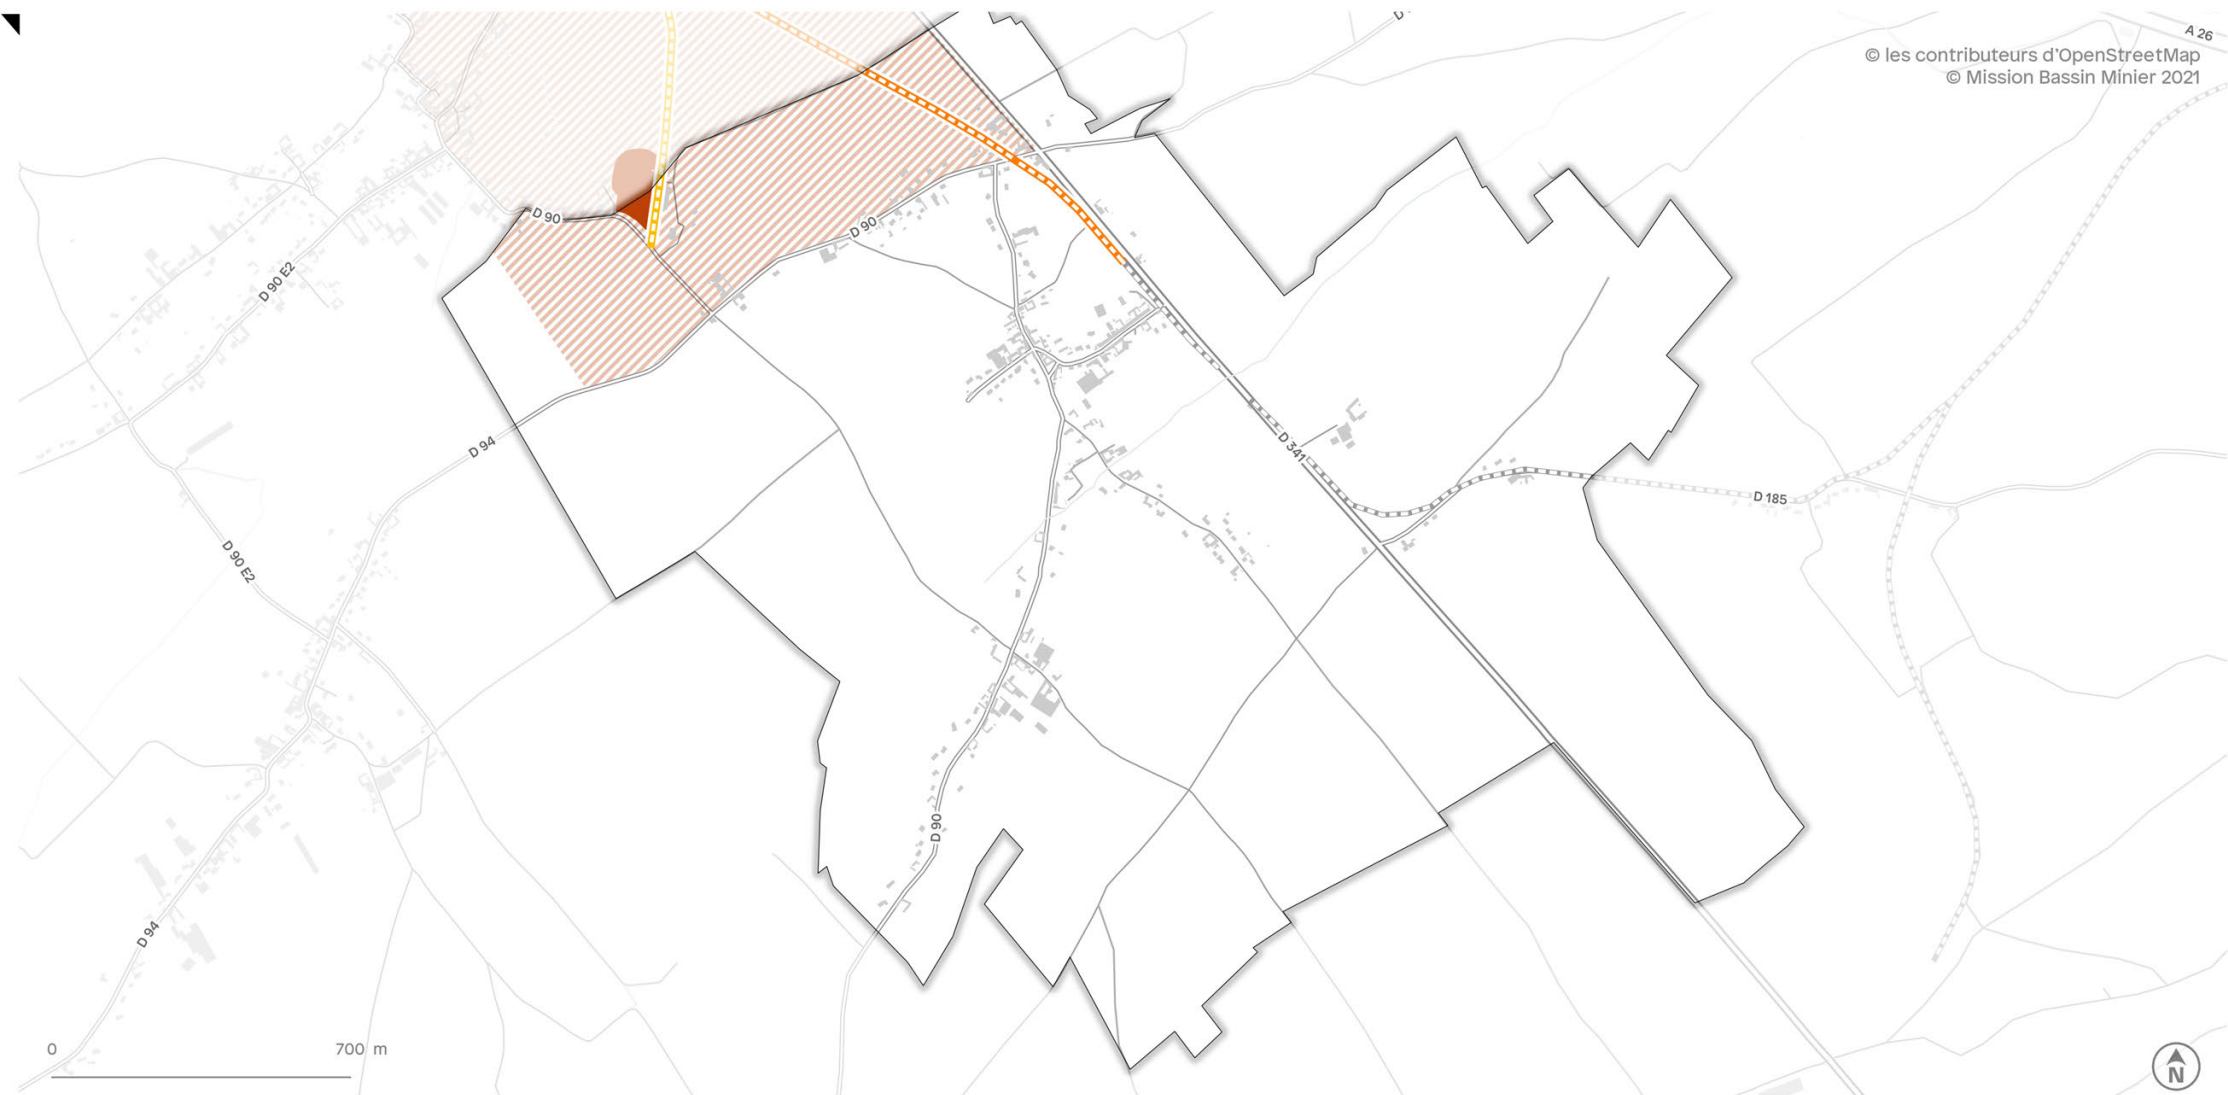 A 26
© les contributeurs d'OpenStreetMap
© Mission Bassin Minier 2021
D 90
D 90
D 90 E2
D 94
D 341
D 185
D 90 E2
D 90
D 94
0 700 m
N